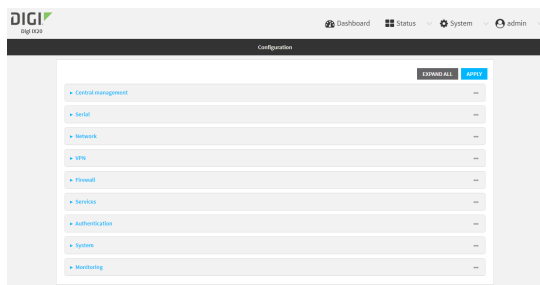 DIGI
Digi IX20
Dashboard
Status
System
admin
Configuration
EXPAND ALL
APPLY
Central management
Serial
Network
VPN
Firewall
Services
Authentication
System
Monitoring